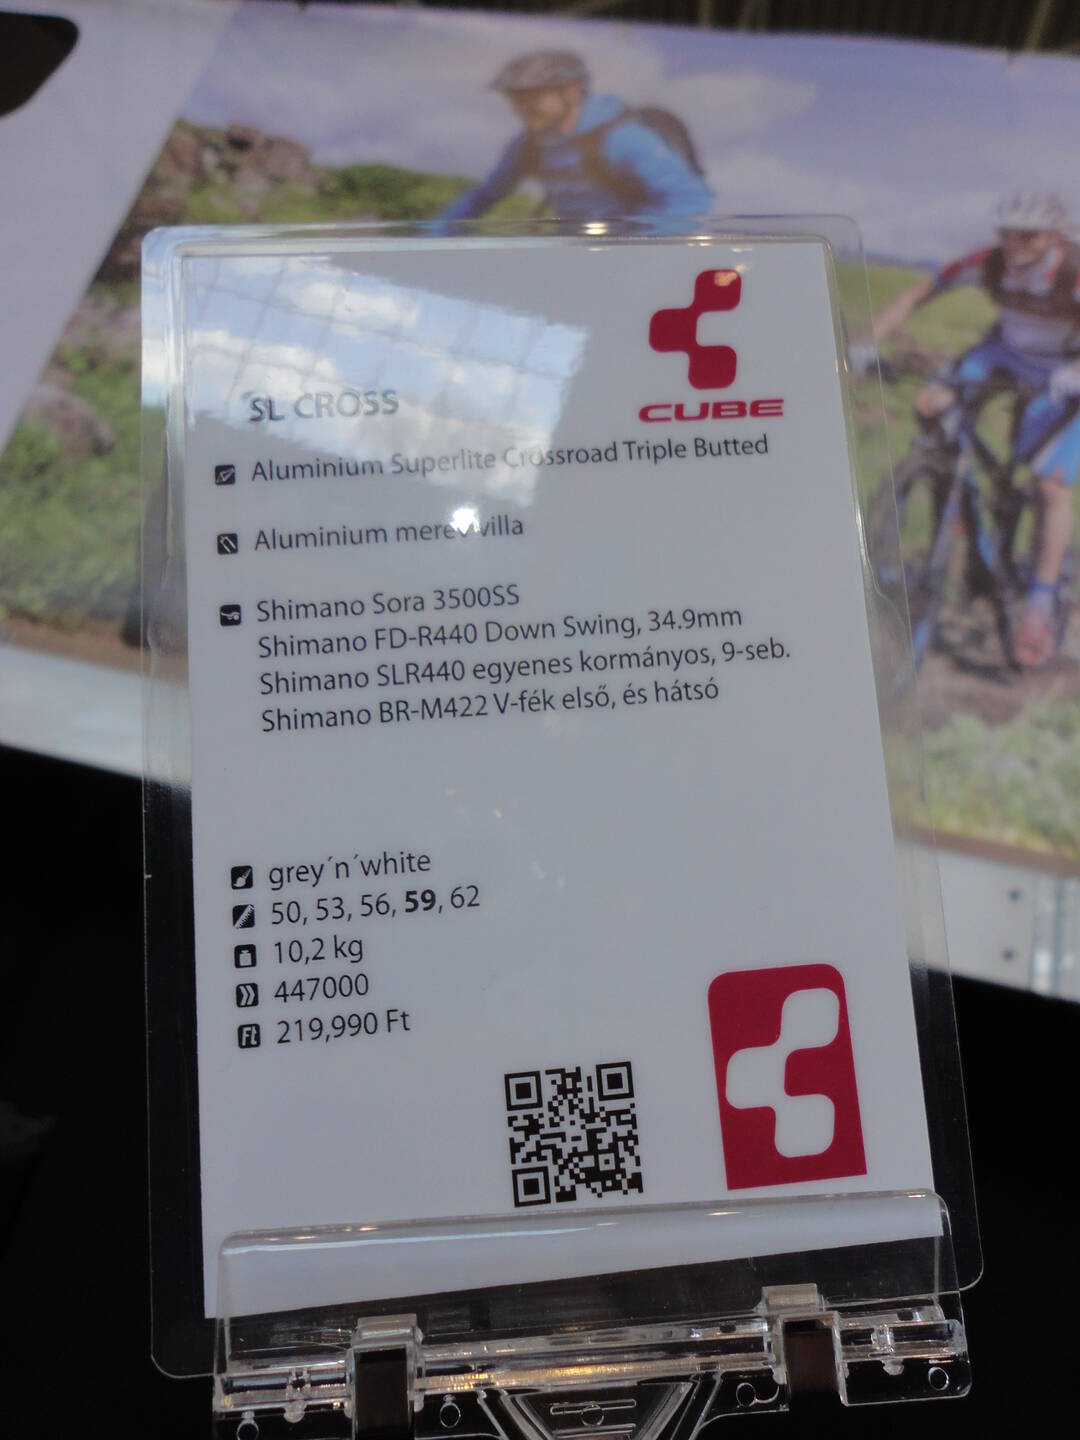 CUBE
SL CROSS
Aluminium Superlite Crossroad Triple Butted
Aluminium merev villa
Shimano Sora 3500SS
Shimano FD-R440 Down Swing, 34.9mm
Shimano SLR440 egyenes kormányos, 9-seb.
Shimano BR-M422 V-fék első, és hátsó
grey´n´white
50, 53, 56, 59, 62
10,2 kg
447000
Ft 219,990 Ft